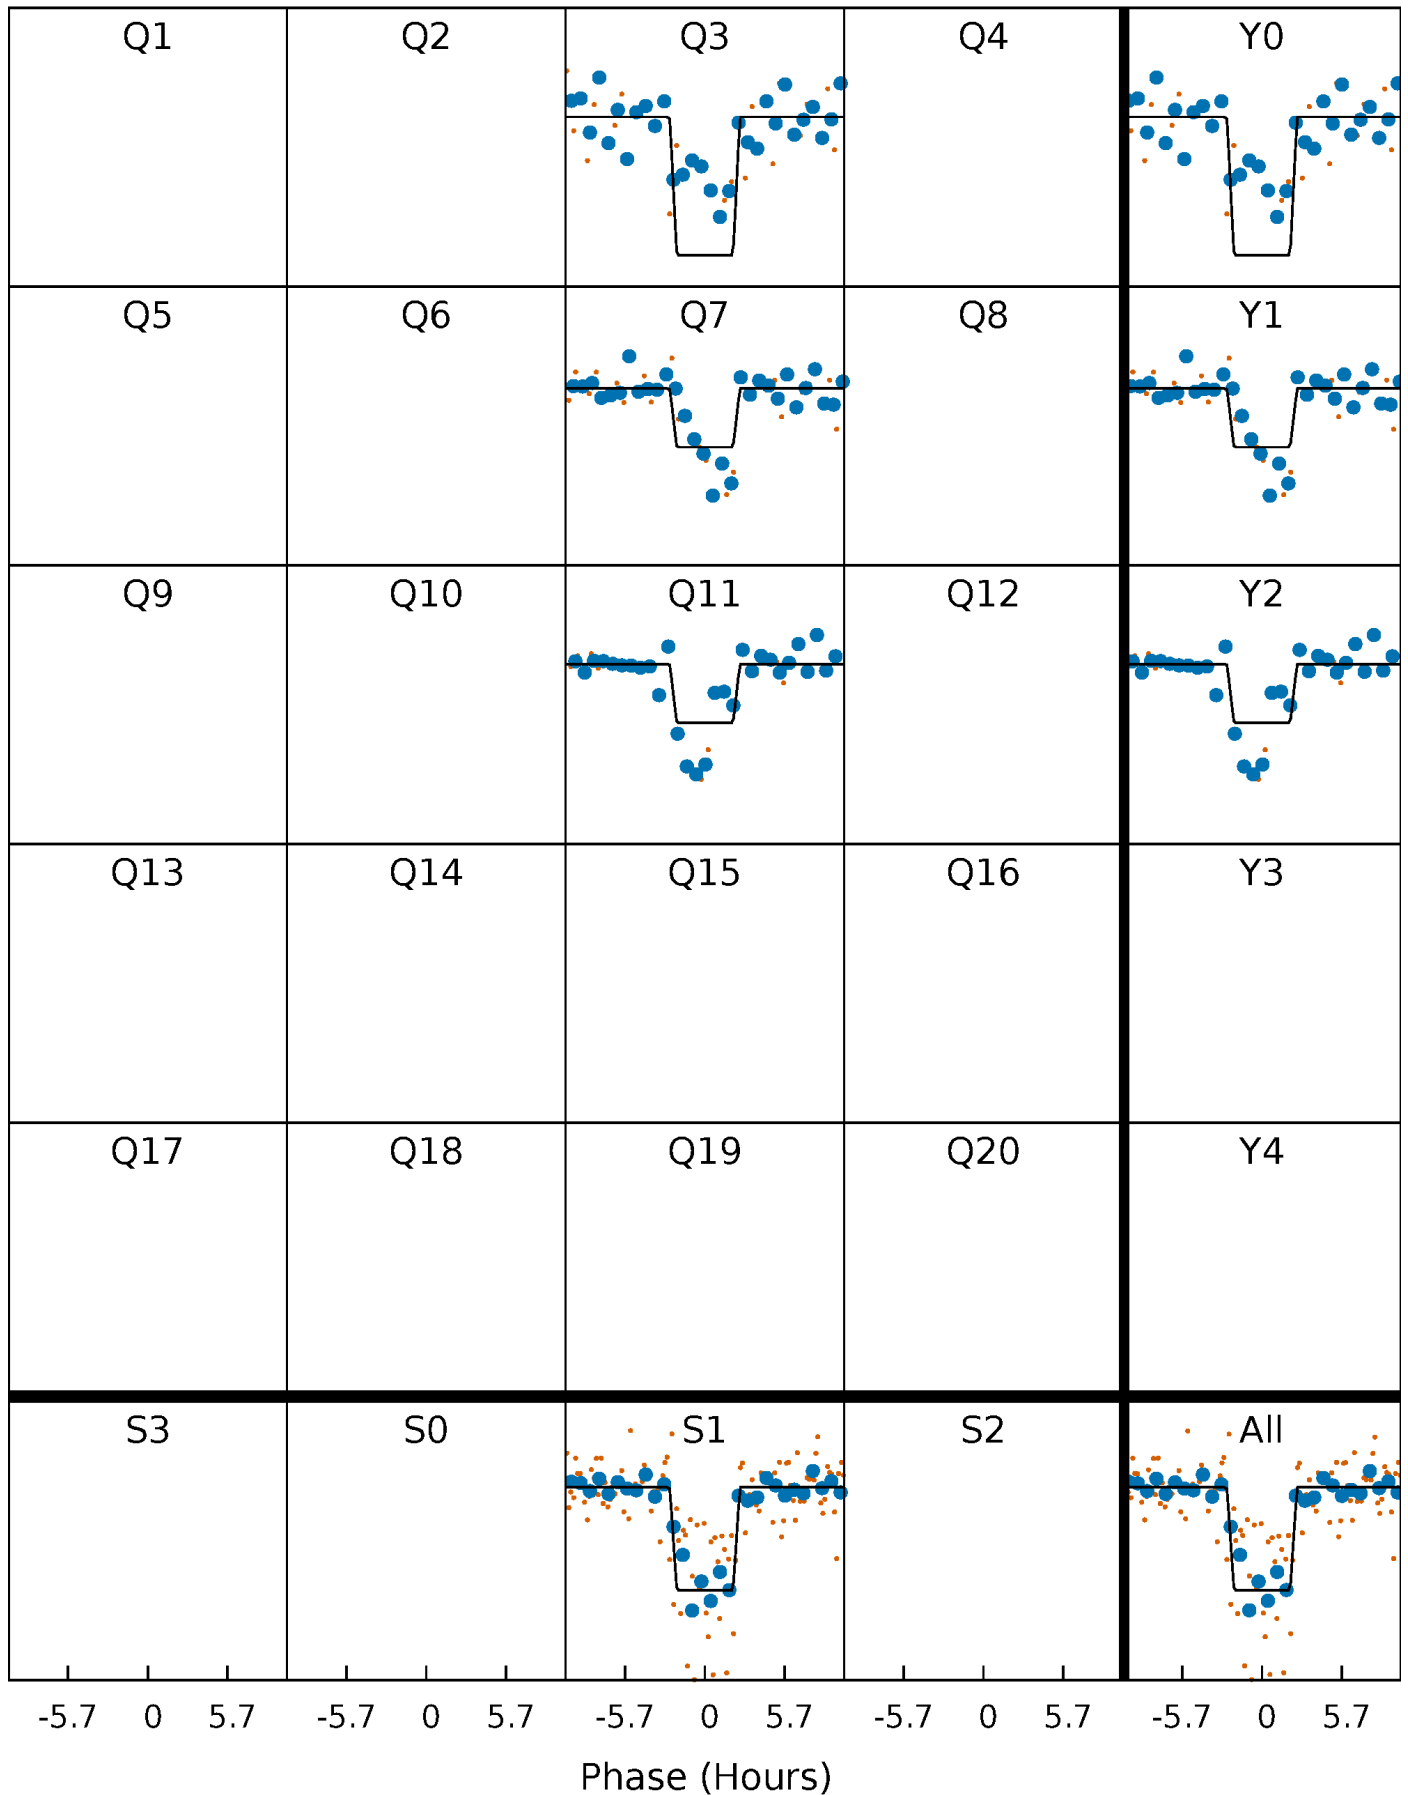 Q1 Q2 Q3 Q4 Y0
Q5 Q6 Q7 Q8 Y1
Q9 Q10 Q11 Q12 Y2
Q13 Q14 Q15 Q16 Y3
Q17 Q18 Q19 Q20 Y4
S3 S0 S1 S2 All
-5.7 0 5.7 -5.7 0 5.7 -5.7 0 5.7 -5.7 0 5.7 -5.7 0 5.7
Phase (Hours)